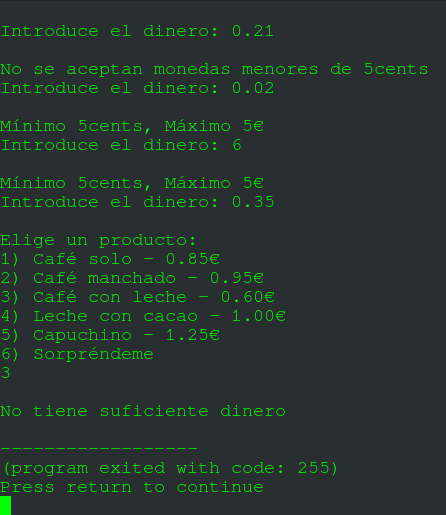 Introduce el dinero: 0.21
No se aceptan monedas menores de 5cents
Introduce el dinero: 0.02
Mínimo 5cents, Máximo 5€
Introduce el dinero: 6
Mínimo 5cents, Máximo 5€
Introduce el dinero: 0.35
Elige un producto:
1) Café solo - 0.85€
2) Café manchado - 0.95€
3) Café con leche - 0.60€
4) Leche con cacao - 1.00€
5) Capuchino - 1.25€
6) Sorpréndeme
3
No tiene suficiente dinero
------------------
(program exited with code: 255)
Press return to continue